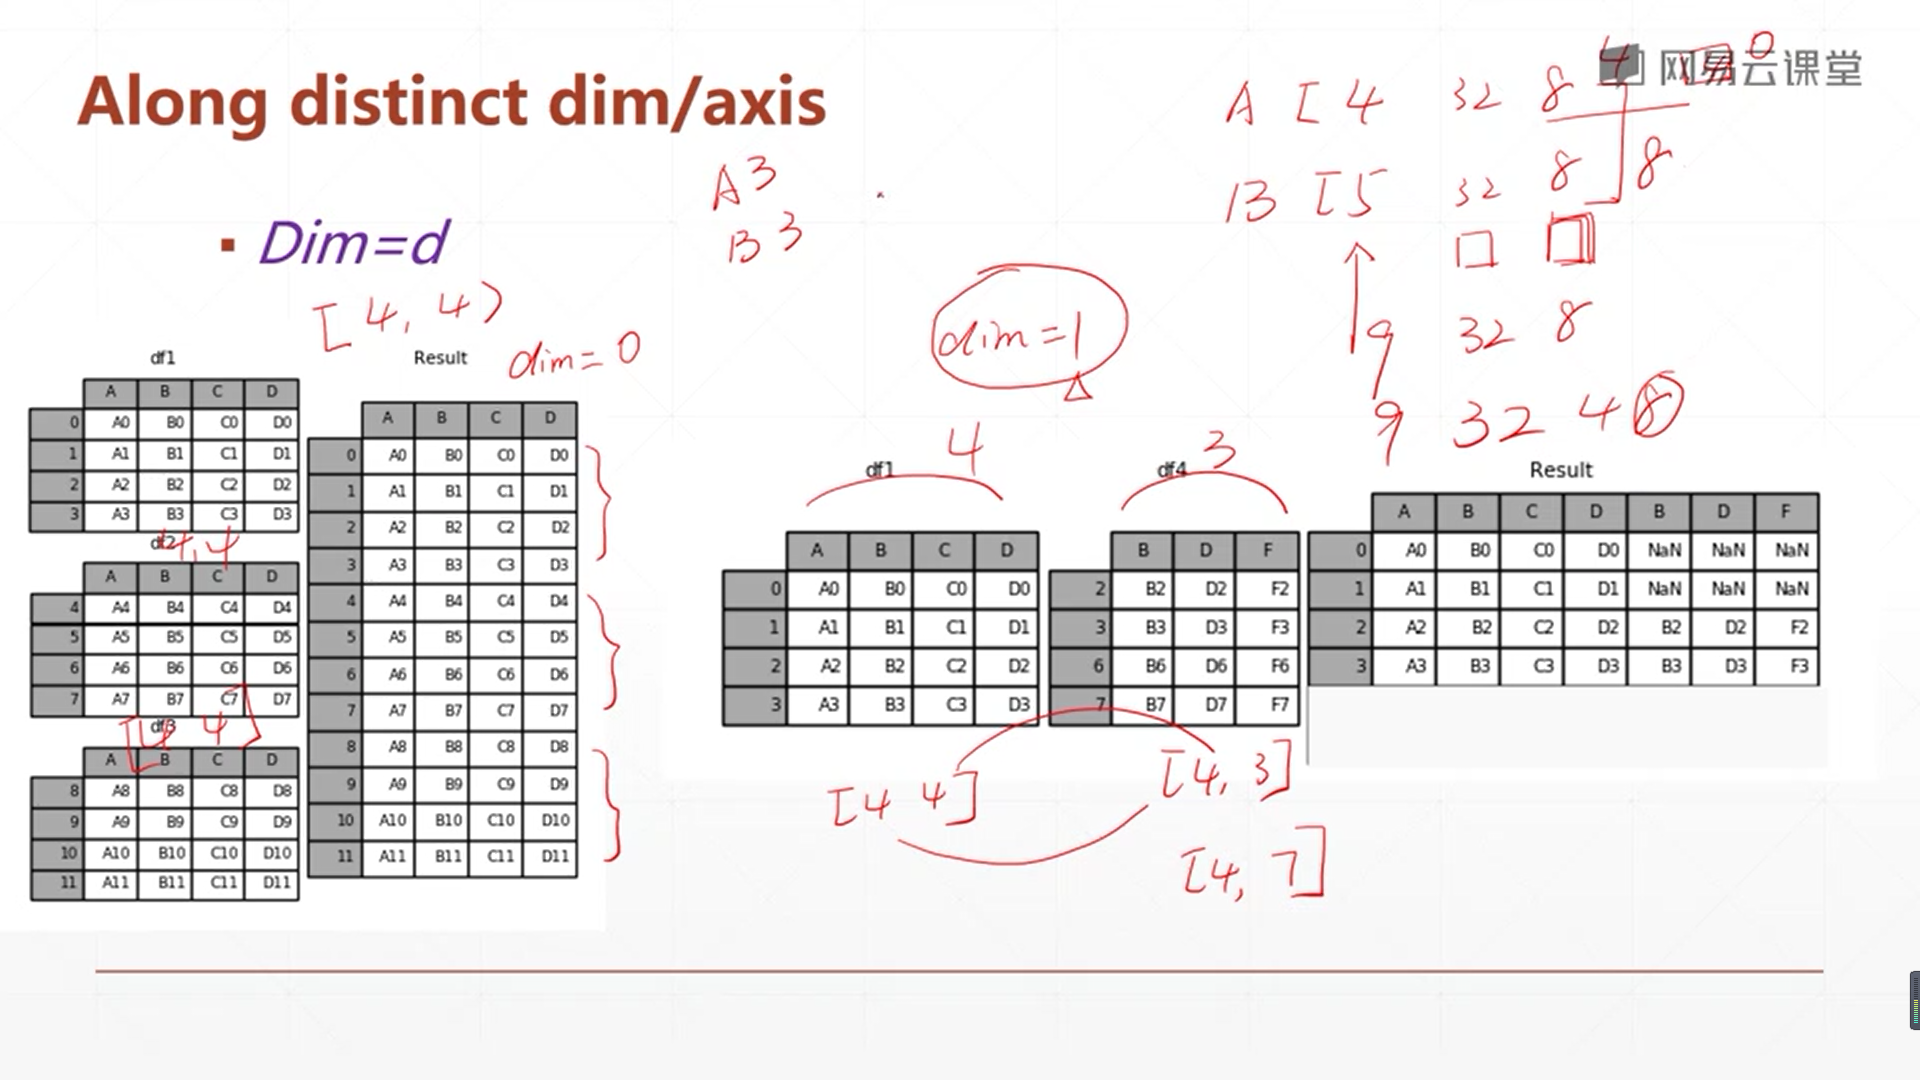 Along distinct dim/axis
网易云课堂
A [ 4 32 8 4 0
B [ 5 32 8 8
A 3
B 3
▪ Dim=d
[ 4, 4 )
dim = 0
dim = 1
9 32 8
9 32 4 8
df1
A B C D
0 A0 B0 C0 D0
1 A1 B1 C1 D1
2 A2 B2 C2 D2
3 A3 B3 C3 D3
df2
4,4
A B C D
4 A4 B4 C4 D4
5 A5 B5 C5 D5
6 A6 B6 C6 D6
7 A7 B7 C7 D7
df3
[4 4]
A B C D
8 A8 B8 C8 D8
9 A9 B9 C9 D9
10 A10 B10 C10 D10
11 A11 B11 C11 D11
Result
A B C D
0 A0 B0 C0 D0
1 A1 B1 C1 D1
2 A2 B2 C2 D2
3 A3 B3 C3 D3
4 A4 B4 C4 D4
5 A5 B5 C5 D5
6 A6 B6 C6 D6
7 A7 B7 C7 D7
8 A8 B8 C8 D8
9 A9 B9 C9 D9
10 A10 B10 C10 D10
11 A11 B11 C11 D11
4
df1
A B C D
0 A0 B0 C0 D0
1 A1 B1 C1 D1
2 A2 B2 C2 D2
3 A3 B3 C3 D3
3
df4
B D F
2 B2 D2 F2
3 B3 D3 F3
6 B6 D6 F6
7 B7 D7 F7
Result
A B C D B D F
0 A0 B0 C0 D0 NaN NaN NaN
1 A1 B1 C1 D1 NaN NaN NaN
2 A2 B2 C2 D2 B2 D2 F2
3 A3 B3 C3 D3 B3 D3 F3
[4 4]
[4, 3]
[4, 7]